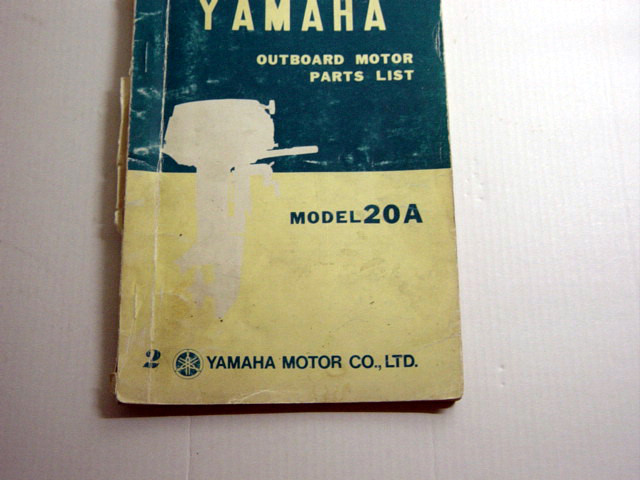 YAMAHA
OUTBOARD MOTOR
PARTS LIST
MODEL 20A
2 YAMAHA MOTOR CO., LTD.